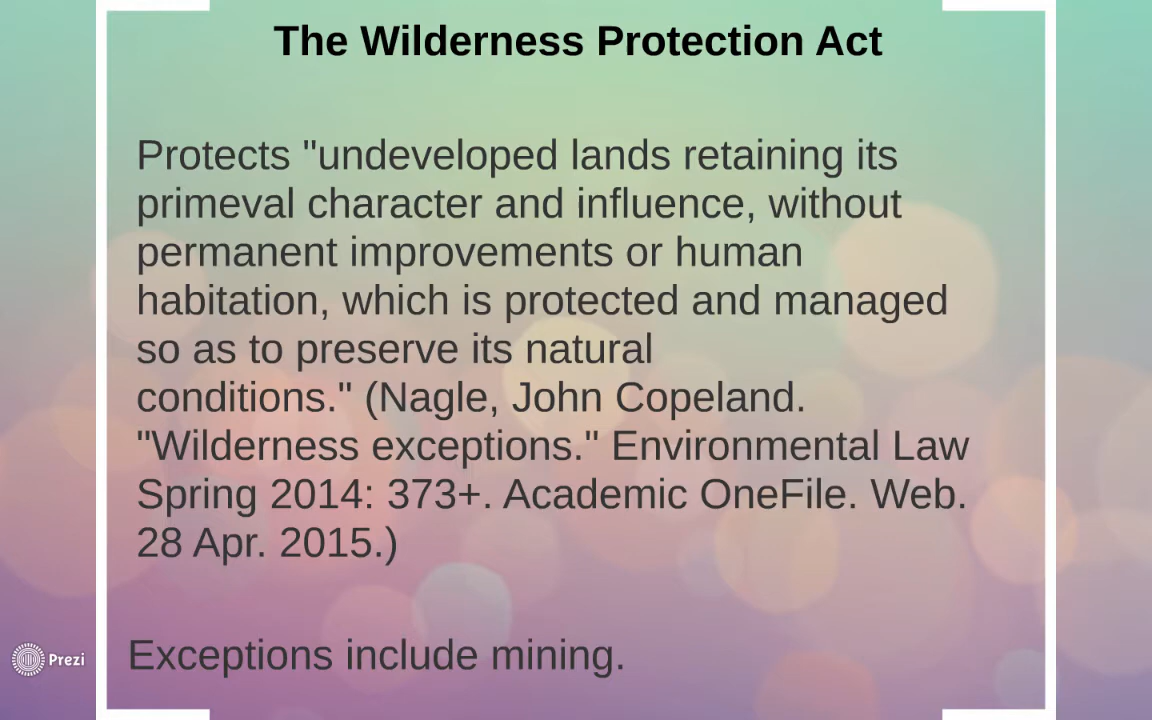 The Wilderness Protection Act
Protects "undeveloped lands retaining its
primeval character and influence, without
permanent improvements or human
habitation, which is protected and managed
so as to preserve its natural
conditions." (Nagle, John Copeland.
"Wilderness exceptions." Environmental Law
Spring 2014: 373+. Academic OneFile. Web.
28 Apr. 2015.)
Exceptions include mining.
Prezi